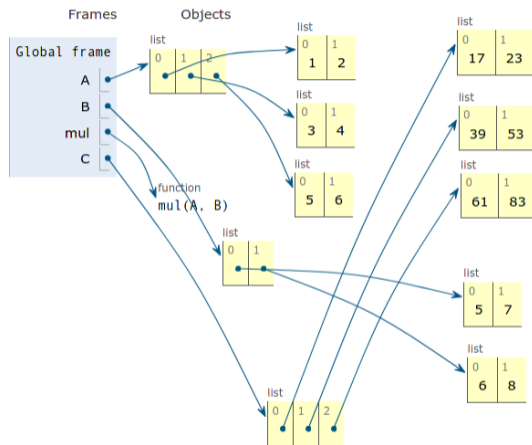 Frames Objects
Global frame
A
B
mul
C
list
0 1 2
list
0 1
1 2
list
0 1
3 4
list
0 1
5 6
function
mul(A, B)
list
0 1
list
0 1 2
list
0 1
17 23
list
0 1
39 53
list
0 1
61 83
list
0 1
5 7
list
0 1
6 8